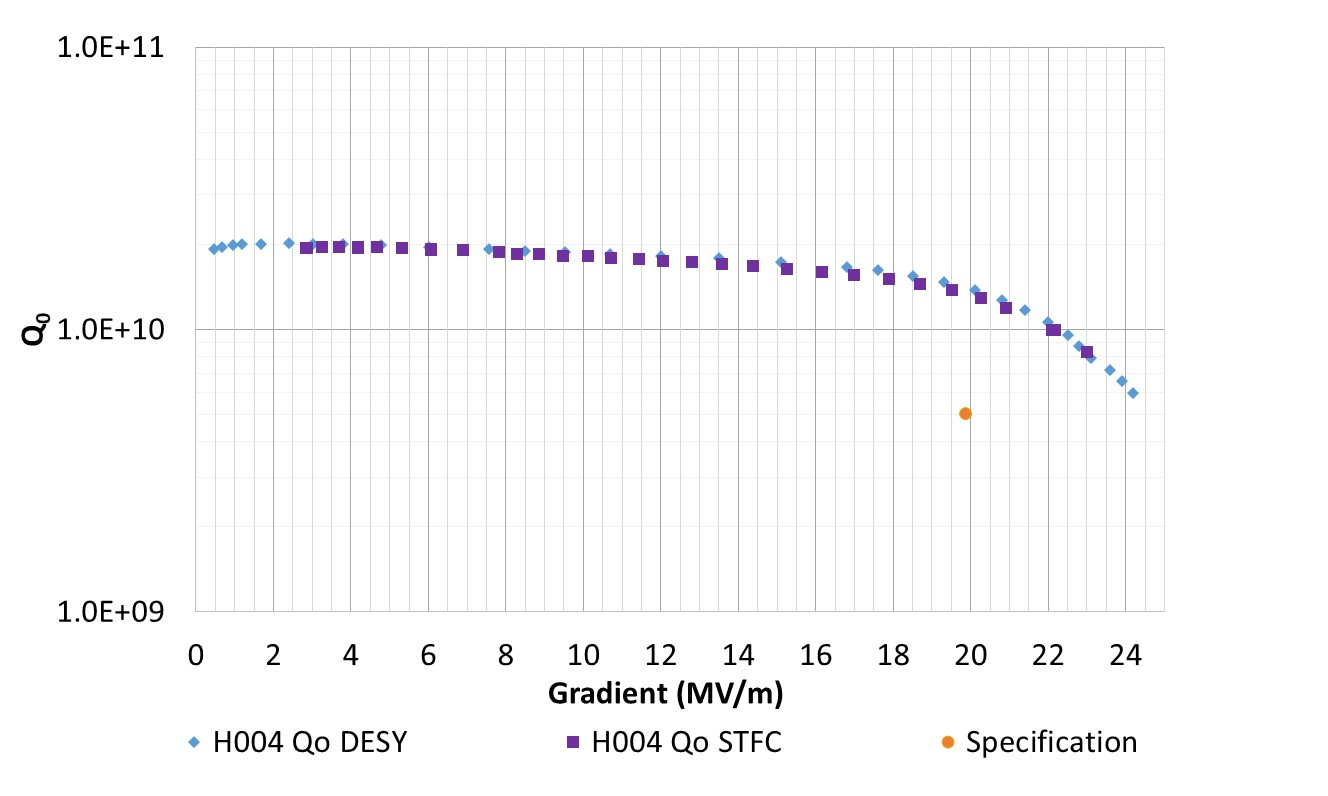 1.0E+11
1.0E+10
1.0E+09
Q0
0 2 4 6 8 10 12 14 16 18 20 22 24
Gradient (MV/m)
H004 Qo DESY H004 Qo STFC Specification